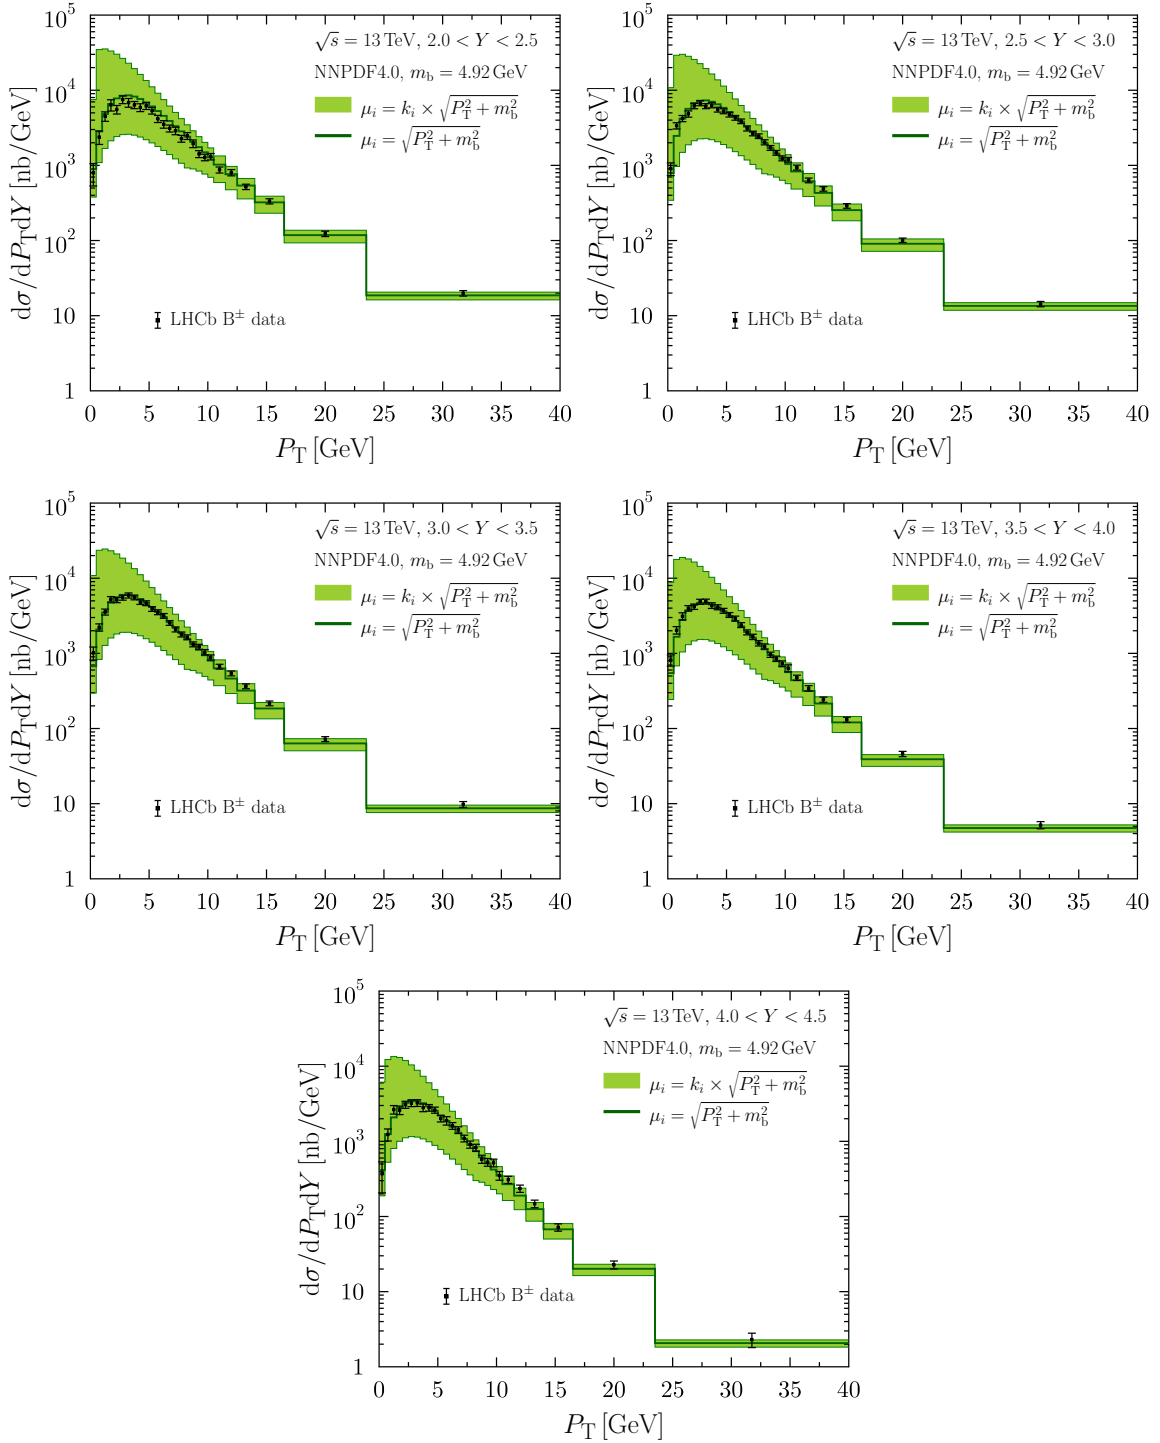 √s = 13 TeV, 2.0 < Y < 2.5
NNPDF4.0, m_b = 4.92 GeV
μ_i = k_i × √(P_T^2 + m_b^2)
μ_i = √(P_T^2 + m_b^2)
LHCb B^± data
dσ/dP_TdY [nb/GeV]
10^5
10^4
10^3
10^2
10
1
0 5 10 15 20 25 30 35 40
P_T [GeV]
√s = 13 TeV, 2.5 < Y < 3.0
NNPDF4.0, m_b = 4.92 GeV
μ_i = k_i × √(P_T^2 + m_b^2)
μ_i = √(P_T^2 + m_b^2)
LHCb B^± data
dσ/dP_TdY [nb/GeV]
10^5
10^4
10^3
10^2
10
1
0 5 10 15 20 25 30 35 40
P_T [GeV]
√s = 13 TeV, 3.0 < Y < 3.5
NNPDF4.0, m_b = 4.92 GeV
μ_i = k_i × √(P_T^2 + m_b^2)
μ_i = √(P_T^2 + m_b^2)
LHCb B^± data
dσ/dP_TdY [nb/GeV]
10^5
10^4
10^3
10^2
10
1
0 5 10 15 20 25 30 35 40
P_T [GeV]
√s = 13 TeV, 3.5 < Y < 4.0
NNPDF4.0, m_b = 4.92 GeV
μ_i = k_i × √(P_T^2 + m_b^2)
μ_i = √(P_T^2 + m_b^2)
LHCb B^± data
dσ/dP_TdY [nb/GeV]
10^5
10^4
10^3
10^2
10
1
0 5 10 15 20 25 30 35 40
P_T [GeV]
√s = 13 TeV, 4.0 < Y < 4.5
NNPDF4.0, m_b = 4.92 GeV
μ_i = k_i × √(P_T^2 + m_b^2)
μ_i = √(P_T^2 + m_b^2)
LHCb B^± data
dσ/dP_TdY [nb/GeV]
10^5
10^4
10^3
10^2
10
1
0 5 10 15 20 25 30 35 40
P_T [GeV]